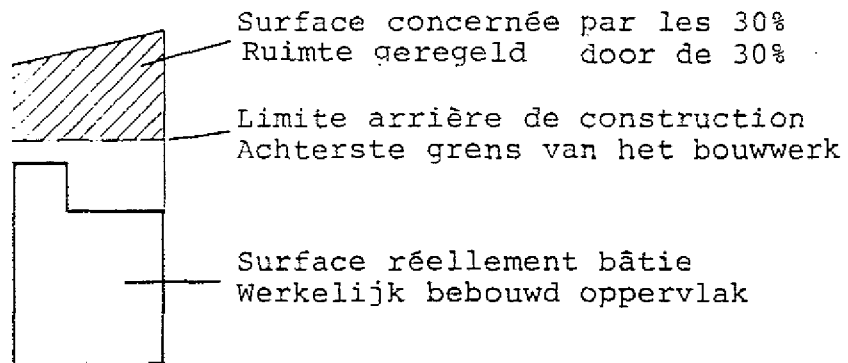 Surface concernée par les 30%
Ruimte geregeld door de 30%
Limite arrière de construction
Achterste grens van het bouwwerk
Surface réellement bâtie
Werkelijk bebouwd oppervlak